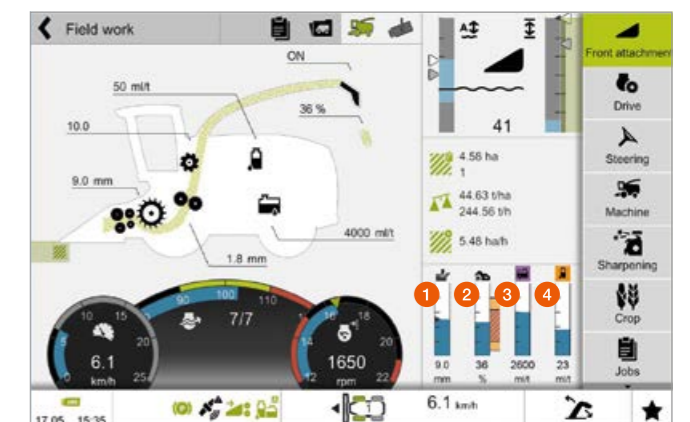 Field work
ON
50 ml/t
36 %
10.0
9.0 mm
4000 ml/t
1.8 mm
41
4.56 ha
1
44.63 t/ha
244.56 t/h
5.48 ha/h
1 2 3 4
9.0 36 2600 23
mm % ml/t ml/t
90 100 110
7/7
0 5 10 15 20 25
6.1
km/h
12 14 16 18 20 22
1650
rpm
17.05 15:35
1
6.1 km/h
Front attachment
Drive
Steering
Machine
Sharpening
Crop
Jobs